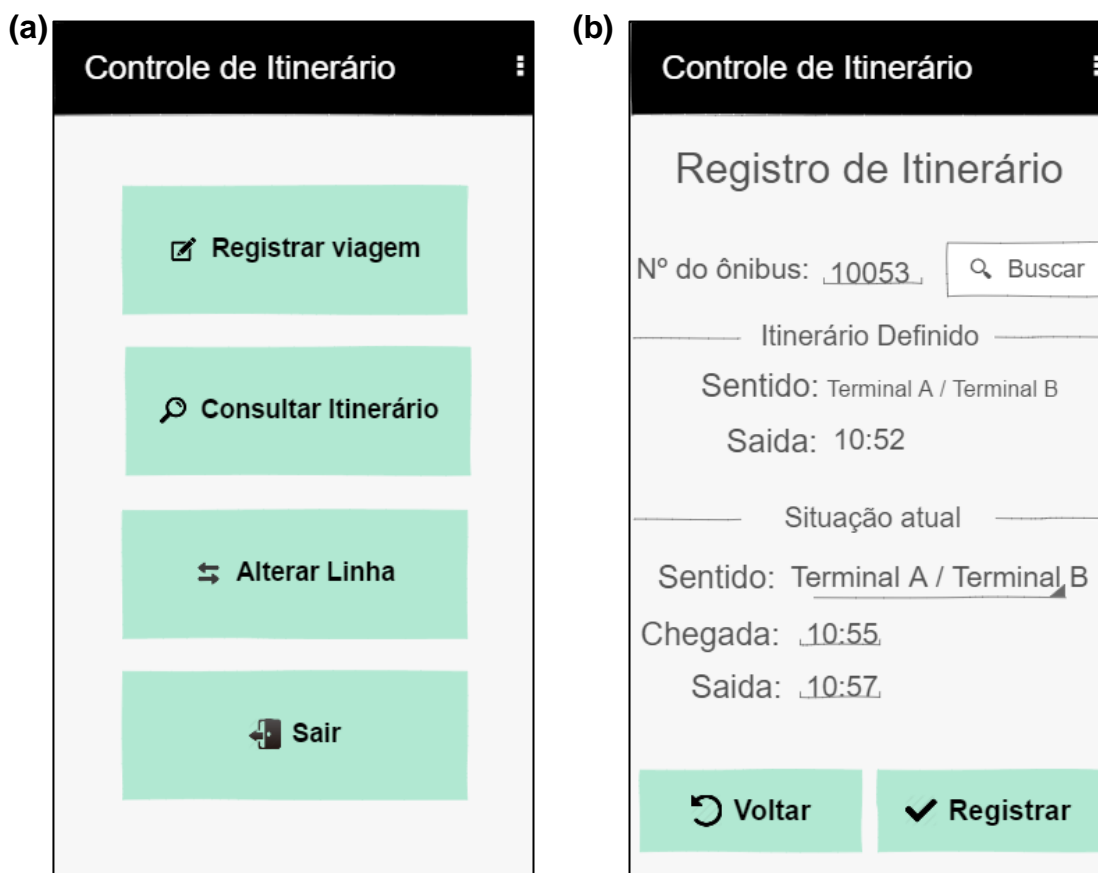 (a)
Controle de Itinerário
Registrar viagem
Consultar Itinerário
Alterar Linha
Sair
(b)
Controle de Itinerário
Registro de Itinerário
Nº do ônibus: 10053 Buscar
Itinerário Definido
Sentido: Terminal A / Terminal B
Saida: 10:52
Situação atual
Sentido: Terminal A / Terminal B
Chegada: 10:55
Saida: 10:57
Voltar Registrar